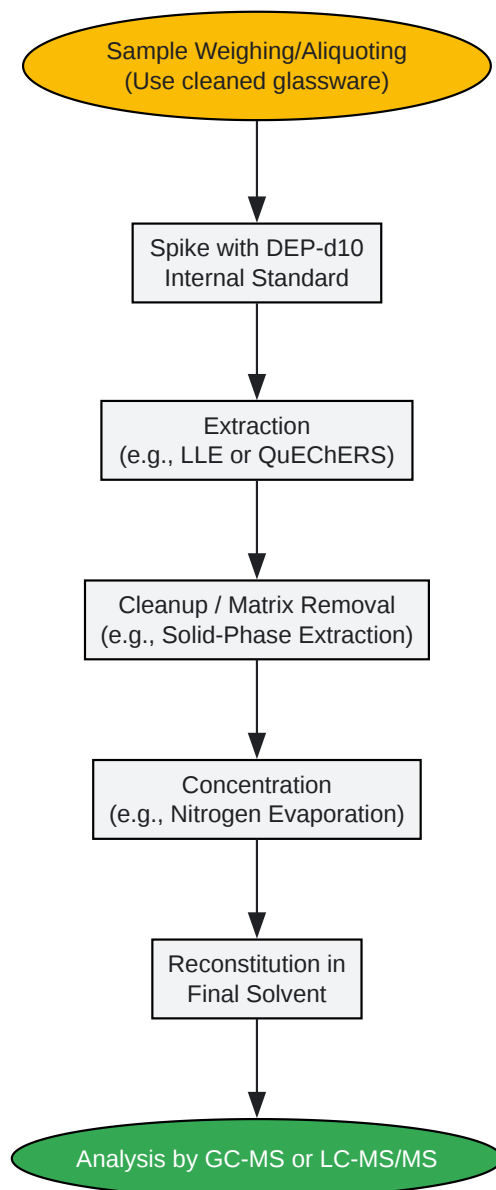 Sample Weighing/Aliquoting
(Use cleaned glassware)
Spike with DEP-d10
Internal Standard
Extraction
(e.g., LLE or QuEChERS)
Cleanup / Matrix Removal
(e.g., Solid-Phase Extraction)
Concentration
(e.g., Nitrogen Evaporation)
Reconstitution in
Final Solvent
Analysis by GC-MS or LC-MS/MS